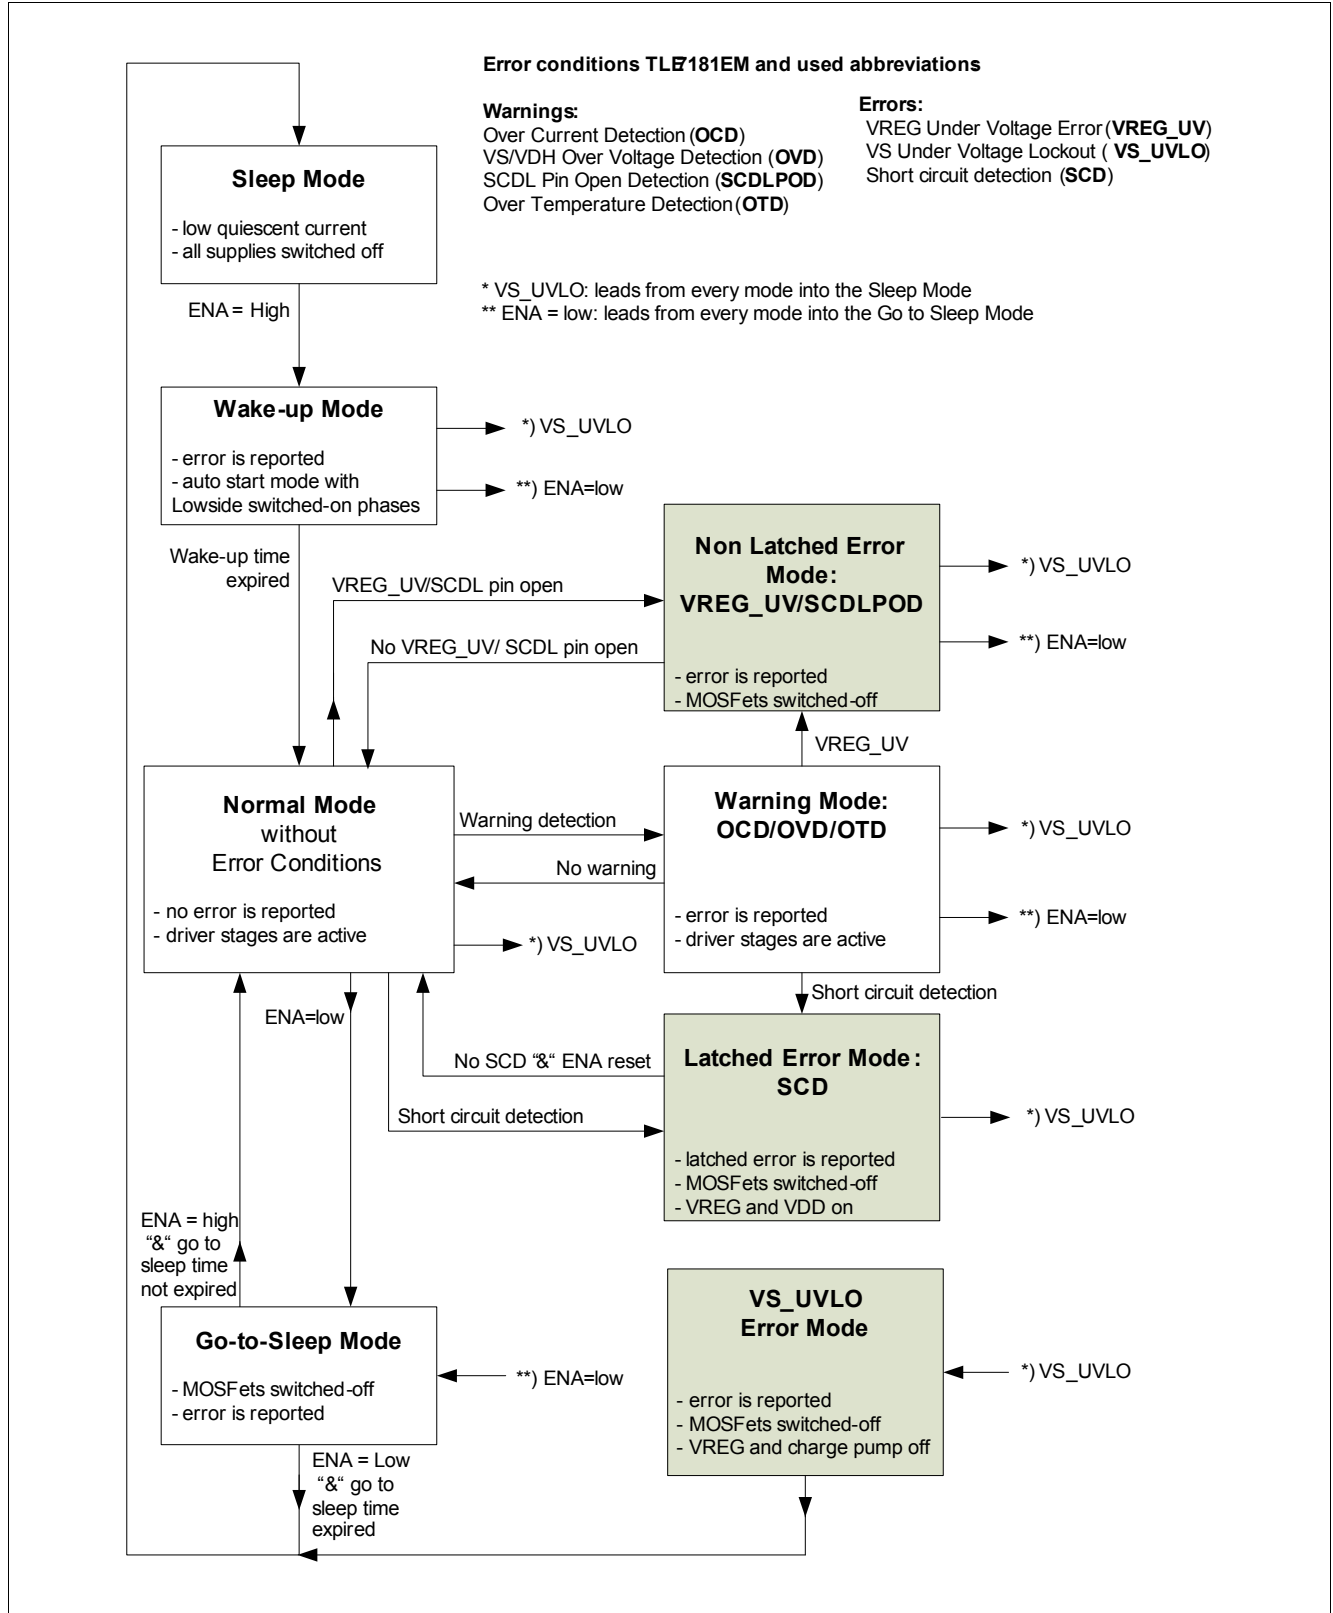 Error conditions TLE7181EM and used abbreviations
Warnings:
Over Current Detection (OCD)
VS/VDH Over Voltage Detection (OVD)
SCDL Pin Open Detection (SCDLPOD)
Over Temperature Detection (OTD)
Errors:
VREG Under Voltage Error (VREG_UV)
VS Under Voltage Lockout ( VS_UVLO)
Short circuit detection (SCD)
* VS_UVLO: leads from every mode into the Sleep Mode
** ENA = low: leads from every mode into the Go to Sleep Mode
Sleep Mode
- low quiescent current
- all supplies switched off
ENA = High
Wake-up Mode
- error is reported
- auto start mode with
Lowside switched-on phases
*) VS_UVLO
**) ENA=low
Wake-up time
expired
VREG_UV/SCDL pin open
No VREG_UV/ SCDL pin open
Non Latched Error
Mode:
VREG_UV/SCDLPOD
- error is reported
- MOSFets switched-off
*) VS_UVLO
**) ENA=low
VREG_UV
Normal Mode
without
Error Conditions
- no error is reported
- driver stages are active
Warning detection
No warning
*) VS_UVLO
Warning Mode:
OCD/OVD/OTD
- error is reported
- driver stages are active
*) VS_UVLO
**) ENA=low
Short circuit detection
ENA=low
No SCD “&“ ENA reset
Short circuit detection
Latched Error Mode :
SCD
- latched error is reported
- MOSFets switched-off
- VREG and VDD on
*) VS_UVLO
ENA = high
“&“ go to
sleep time
not expired
Go-to-Sleep Mode
- MOSFets switched-off
- error is reported
**) ENA=low
VS_UVLO
Error Mode
- error is reported
- MOSFets switched-off
- VREG and charge pump off
*) VS_UVLO
ENA = Low
“&“ go to
sleep time
expired